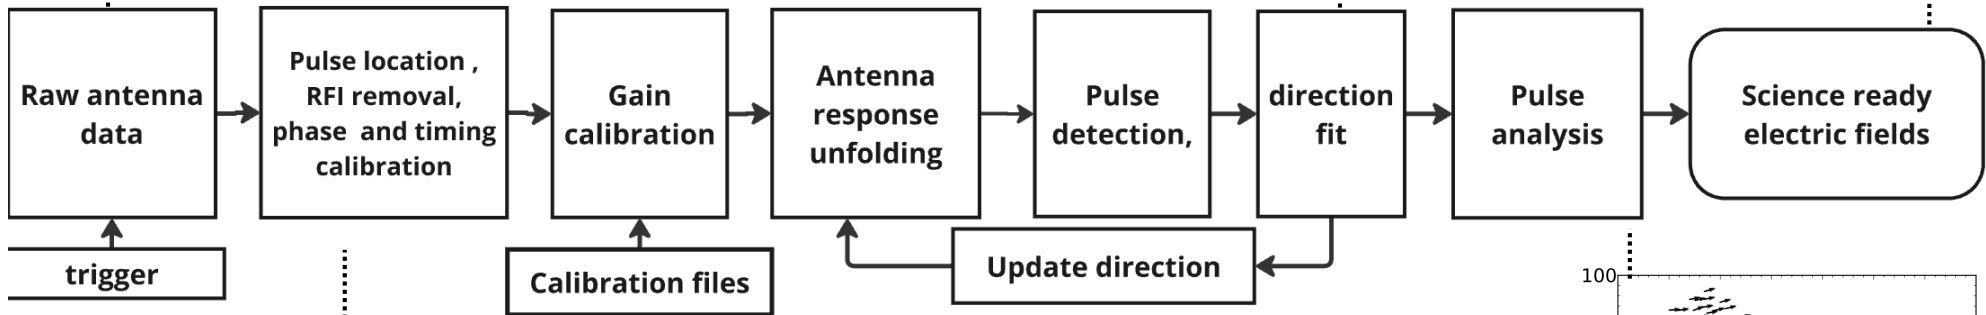 Raw antenna
data
Pulse location ,
RFI removal,
phase and timing
calibration
Gain
calibration
Antenna
response
unfolding
Pulse
detection,
direction
fit
Pulse
analysis
Science ready
electric fields
trigger
Calibration files
Update direction
100